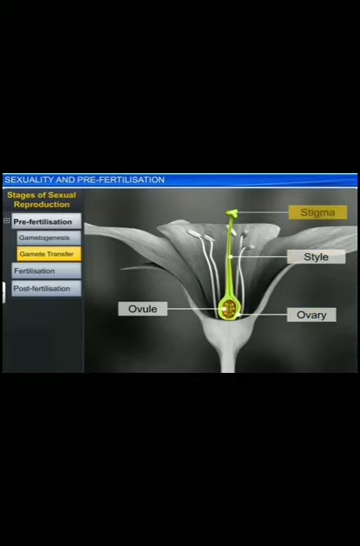 SEXUALITY AND PRE-FERTILISATION
Stages of Sexual
Reproduction
Pre-fertilisation
Gametogenesis
Gamete Transfer
Fertilisation
Post-fertilisation
Stigma
Style
Ovule
Ovary